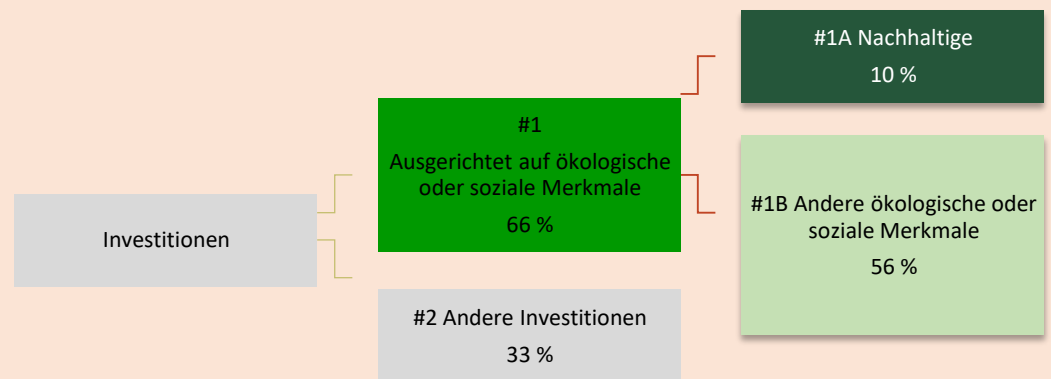 #1A Nachhaltige
10 %
#1
Ausgerichtet auf ökologische
oder soziale Merkmale
66 %
#1B Andere ökologische oder
soziale Merkmale
56 %
Investitionen
#2 Andere Investitionen
33 %